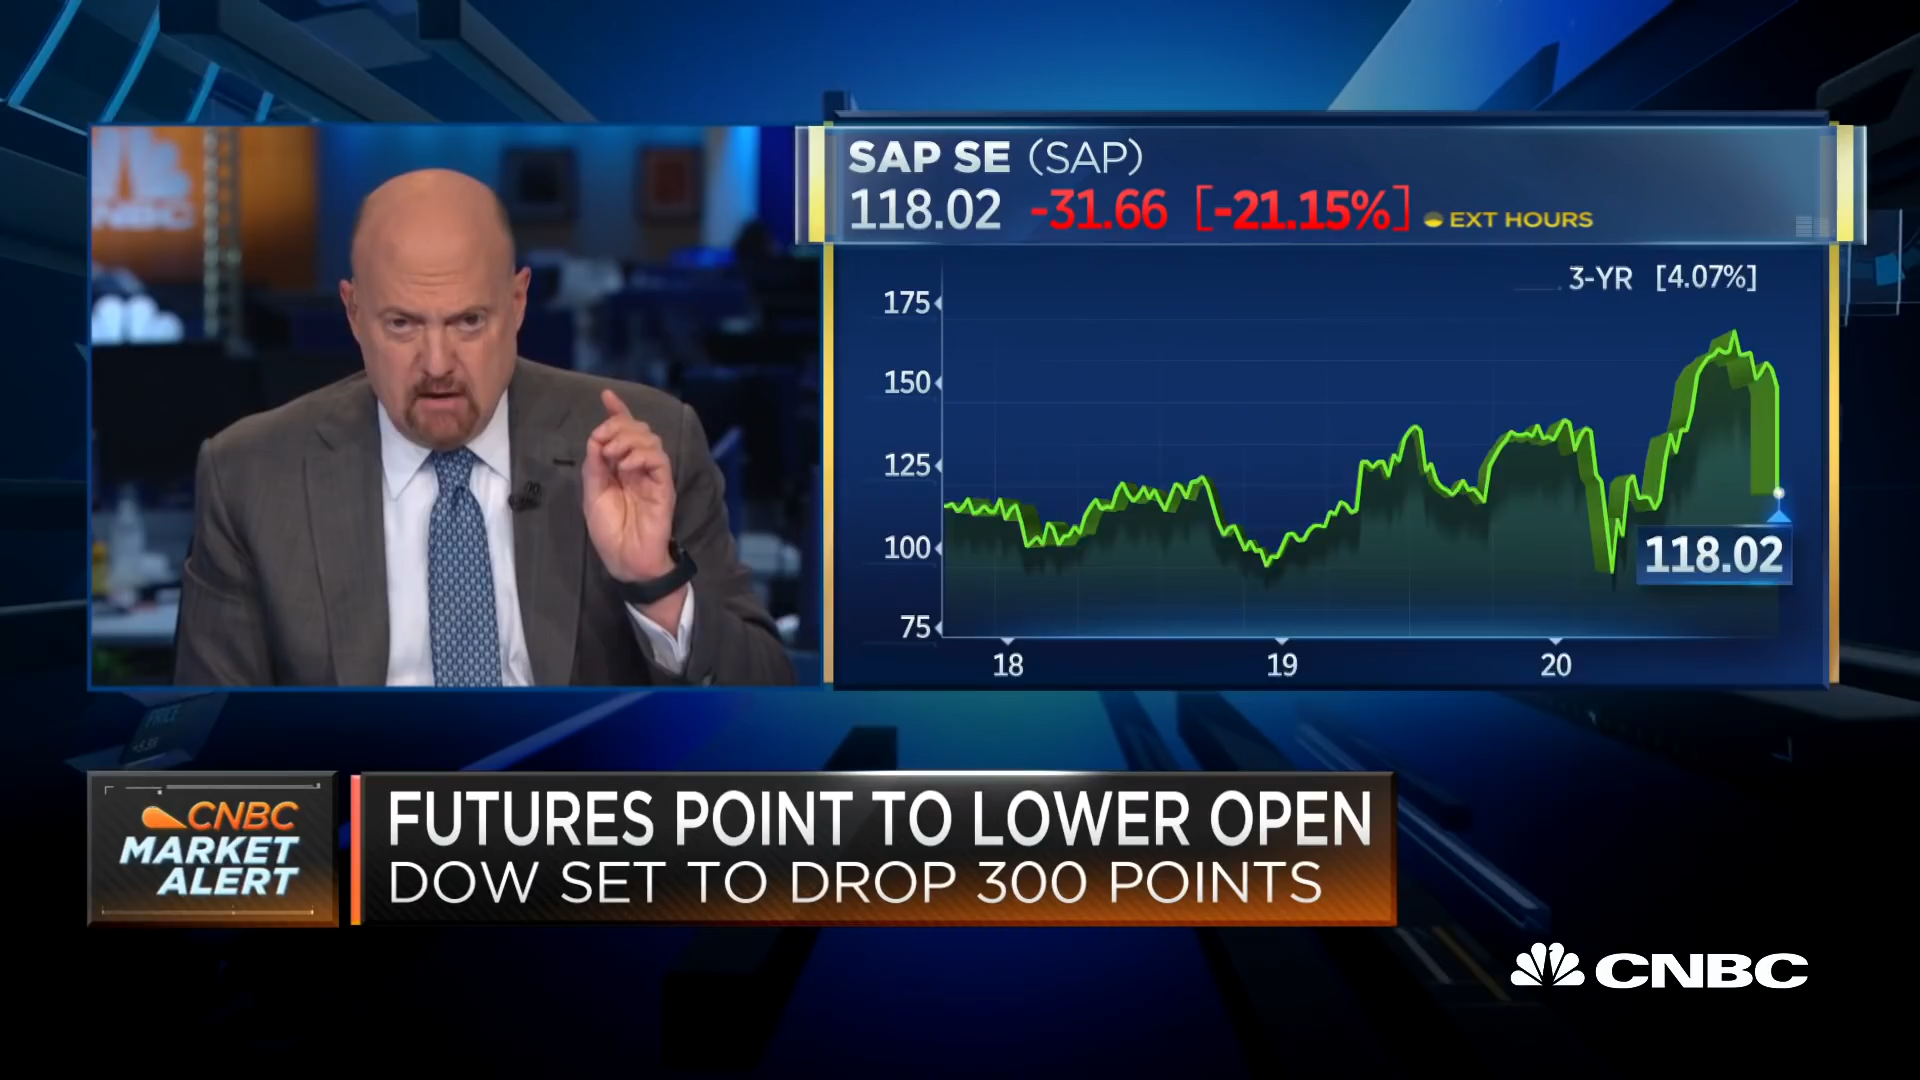 CNBC
SAP SE (SAP)
118.02 -31.66 [-21.15%] EXT HOURS
3-YR [4.07%]
175
150
125
100
75
118.02
18 19 20
PRICE
CNBC
MARKET
ALERT
FUTURES POINT TO LOWER OPEN
DOW SET TO DROP 300 POINTS
CNBC